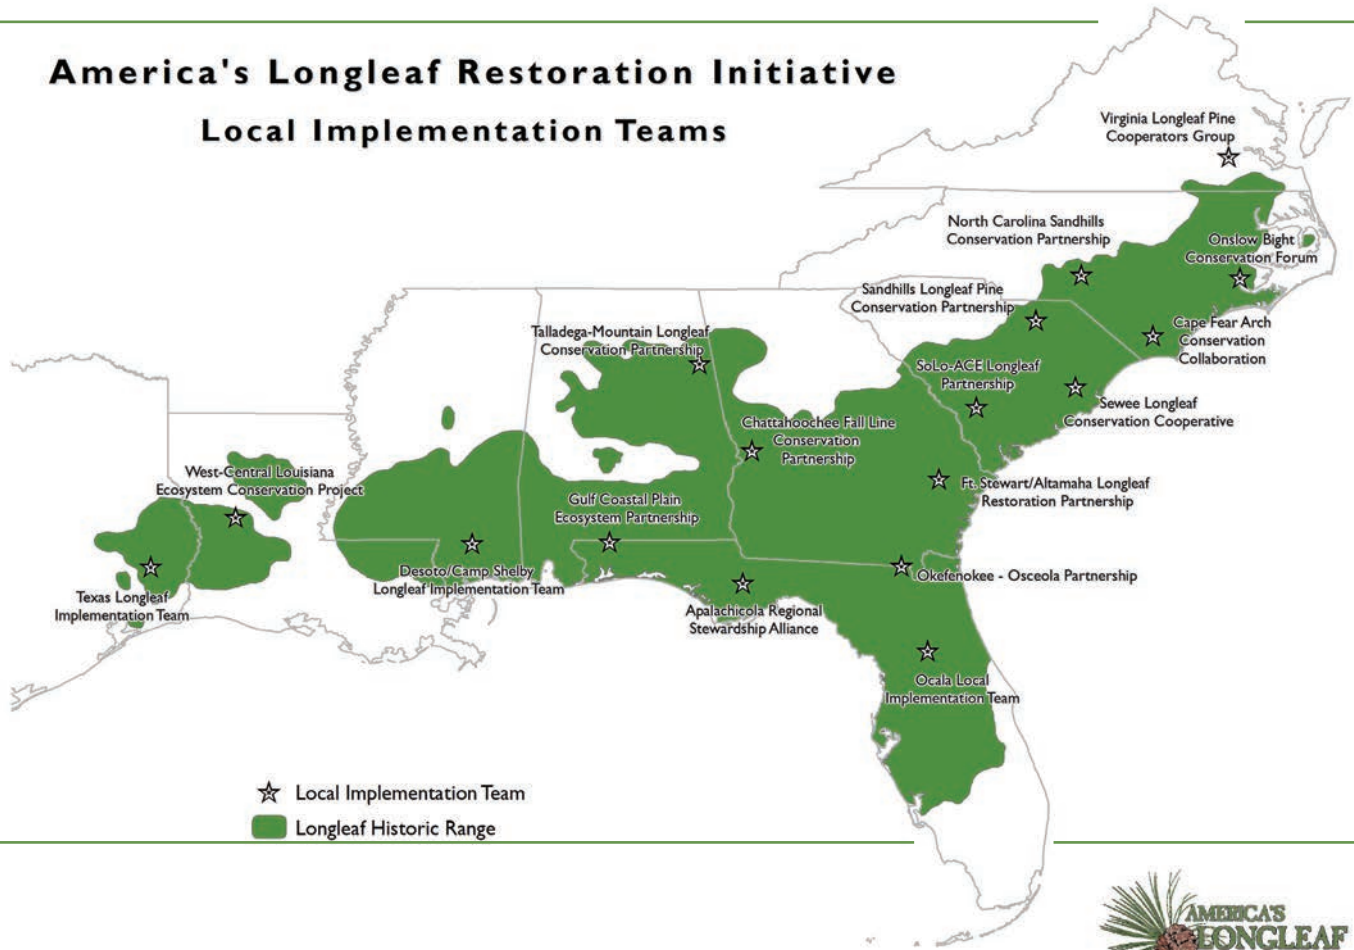 America's Longleaf Restoration Initiative
Local Implementation Teams
Virginia Longleaf Pine
Cooperators Group
North Carolina Sandhills
Conservation Partnership
Onslow Bight
Conservation Forum
Sandhills Longleaf Pine
Conservation Partnership
Cape Fear Arch
Conservation
Collaboration
Talladega-Mountain Longleaf
Conservation Partnership
SoLo-ACE Longleaf
Partnership
Sewee Longleaf
Conservation Cooperative
Chattahoochee Fall Line
Conservation
Partnership
West-Central Louisiana
Ecosystem Conservation Project
Ft. Stewart/Altamaha Longleaf
Restoration Partnership
Gulf Coastal Plain
Ecosystem Partnership
Desoto/Camp Shelby
Longleaf Implementation Team
Okefenokee - Osceola Partnership
Texas Longleaf
Implementation Team
Apalachicola Regional
Stewardship Alliance
Ocala Local
Implementation Team
Local Implementation Team
Longleaf Historic Range
AMERICA'S
LONGLEAF